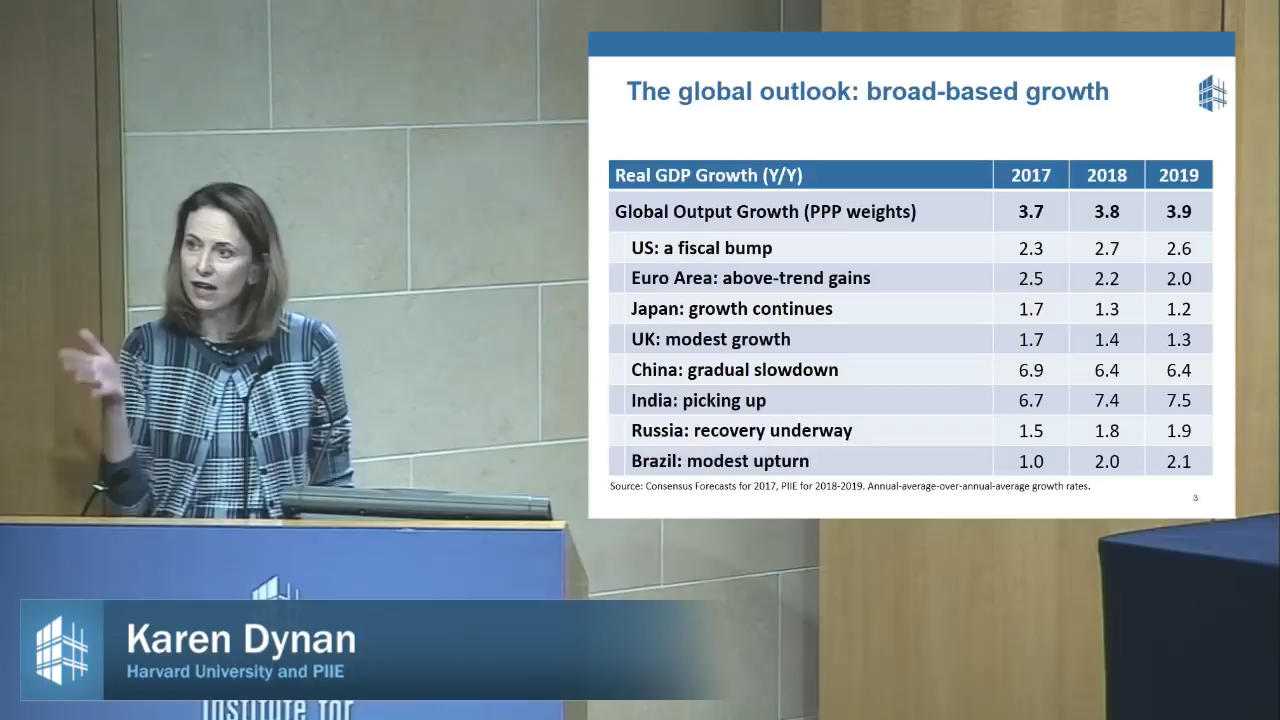 The global outlook: broad-based growth
Real GDP Growth (Y/Y) 2017 2018 2019
Global Output Growth (PPP weights) 3.7 3.8 3.9
US: a fiscal bump 2.3 2.7 2.6
Euro Area: above-trend gains 2.5 2.2 2.0
Japan: growth continues 1.7 1.3 1.2
UK: modest growth 1.7 1.4 1.3
China: gradual slowdown 6.9 6.4 6.4
India: picking up 6.7 7.4 7.5
Russia: recovery underway 1.5 1.8 1.9
Brazil: modest upturn 1.0 2.0 2.1
Source: Consensus Forecasts for 2017, PIIE for 2018-2019. Annual-average-over-annual-average growth rates.
3
Karen Dynan
Harvard University and PIIE
Institute for